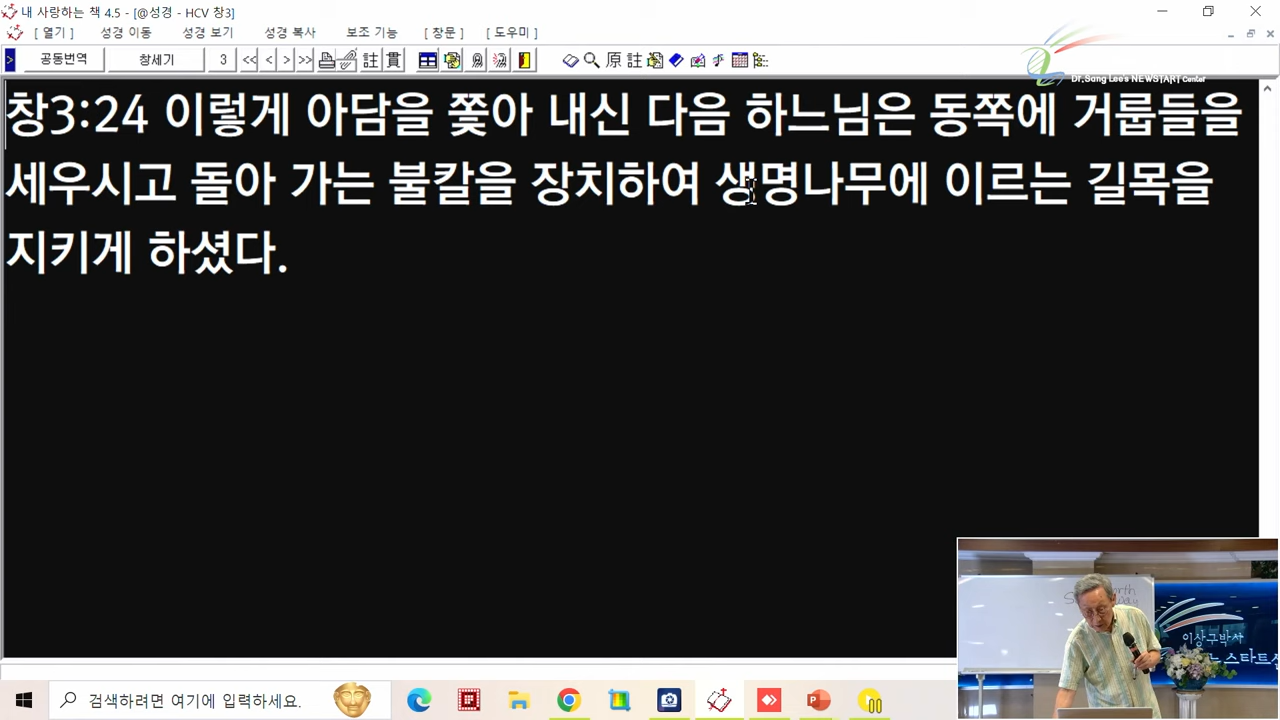 내 사랑하는 책 4.5 - [@성경 - HCV 창3]
[ 열기 ] 성경 이동 성경 보기 성경 복사 보조 기능 [ 창문 ] [ 도우미 ]
> 공동번역 창세기 3 << < > >> 註 貫 原 註
Dr.Sang Lee's NEWSTART Center
창3:24 이렇게 아담을 쫓아 내신 다음 하느님은 동쪽에 거룹들을
세우시고 돌아 가는 불칼을 장치하여 생명나무에 이르는 길목을
지키게 하셨다.
이상구박사
뉴스타트
검색하려면 여기에 입력하세요.